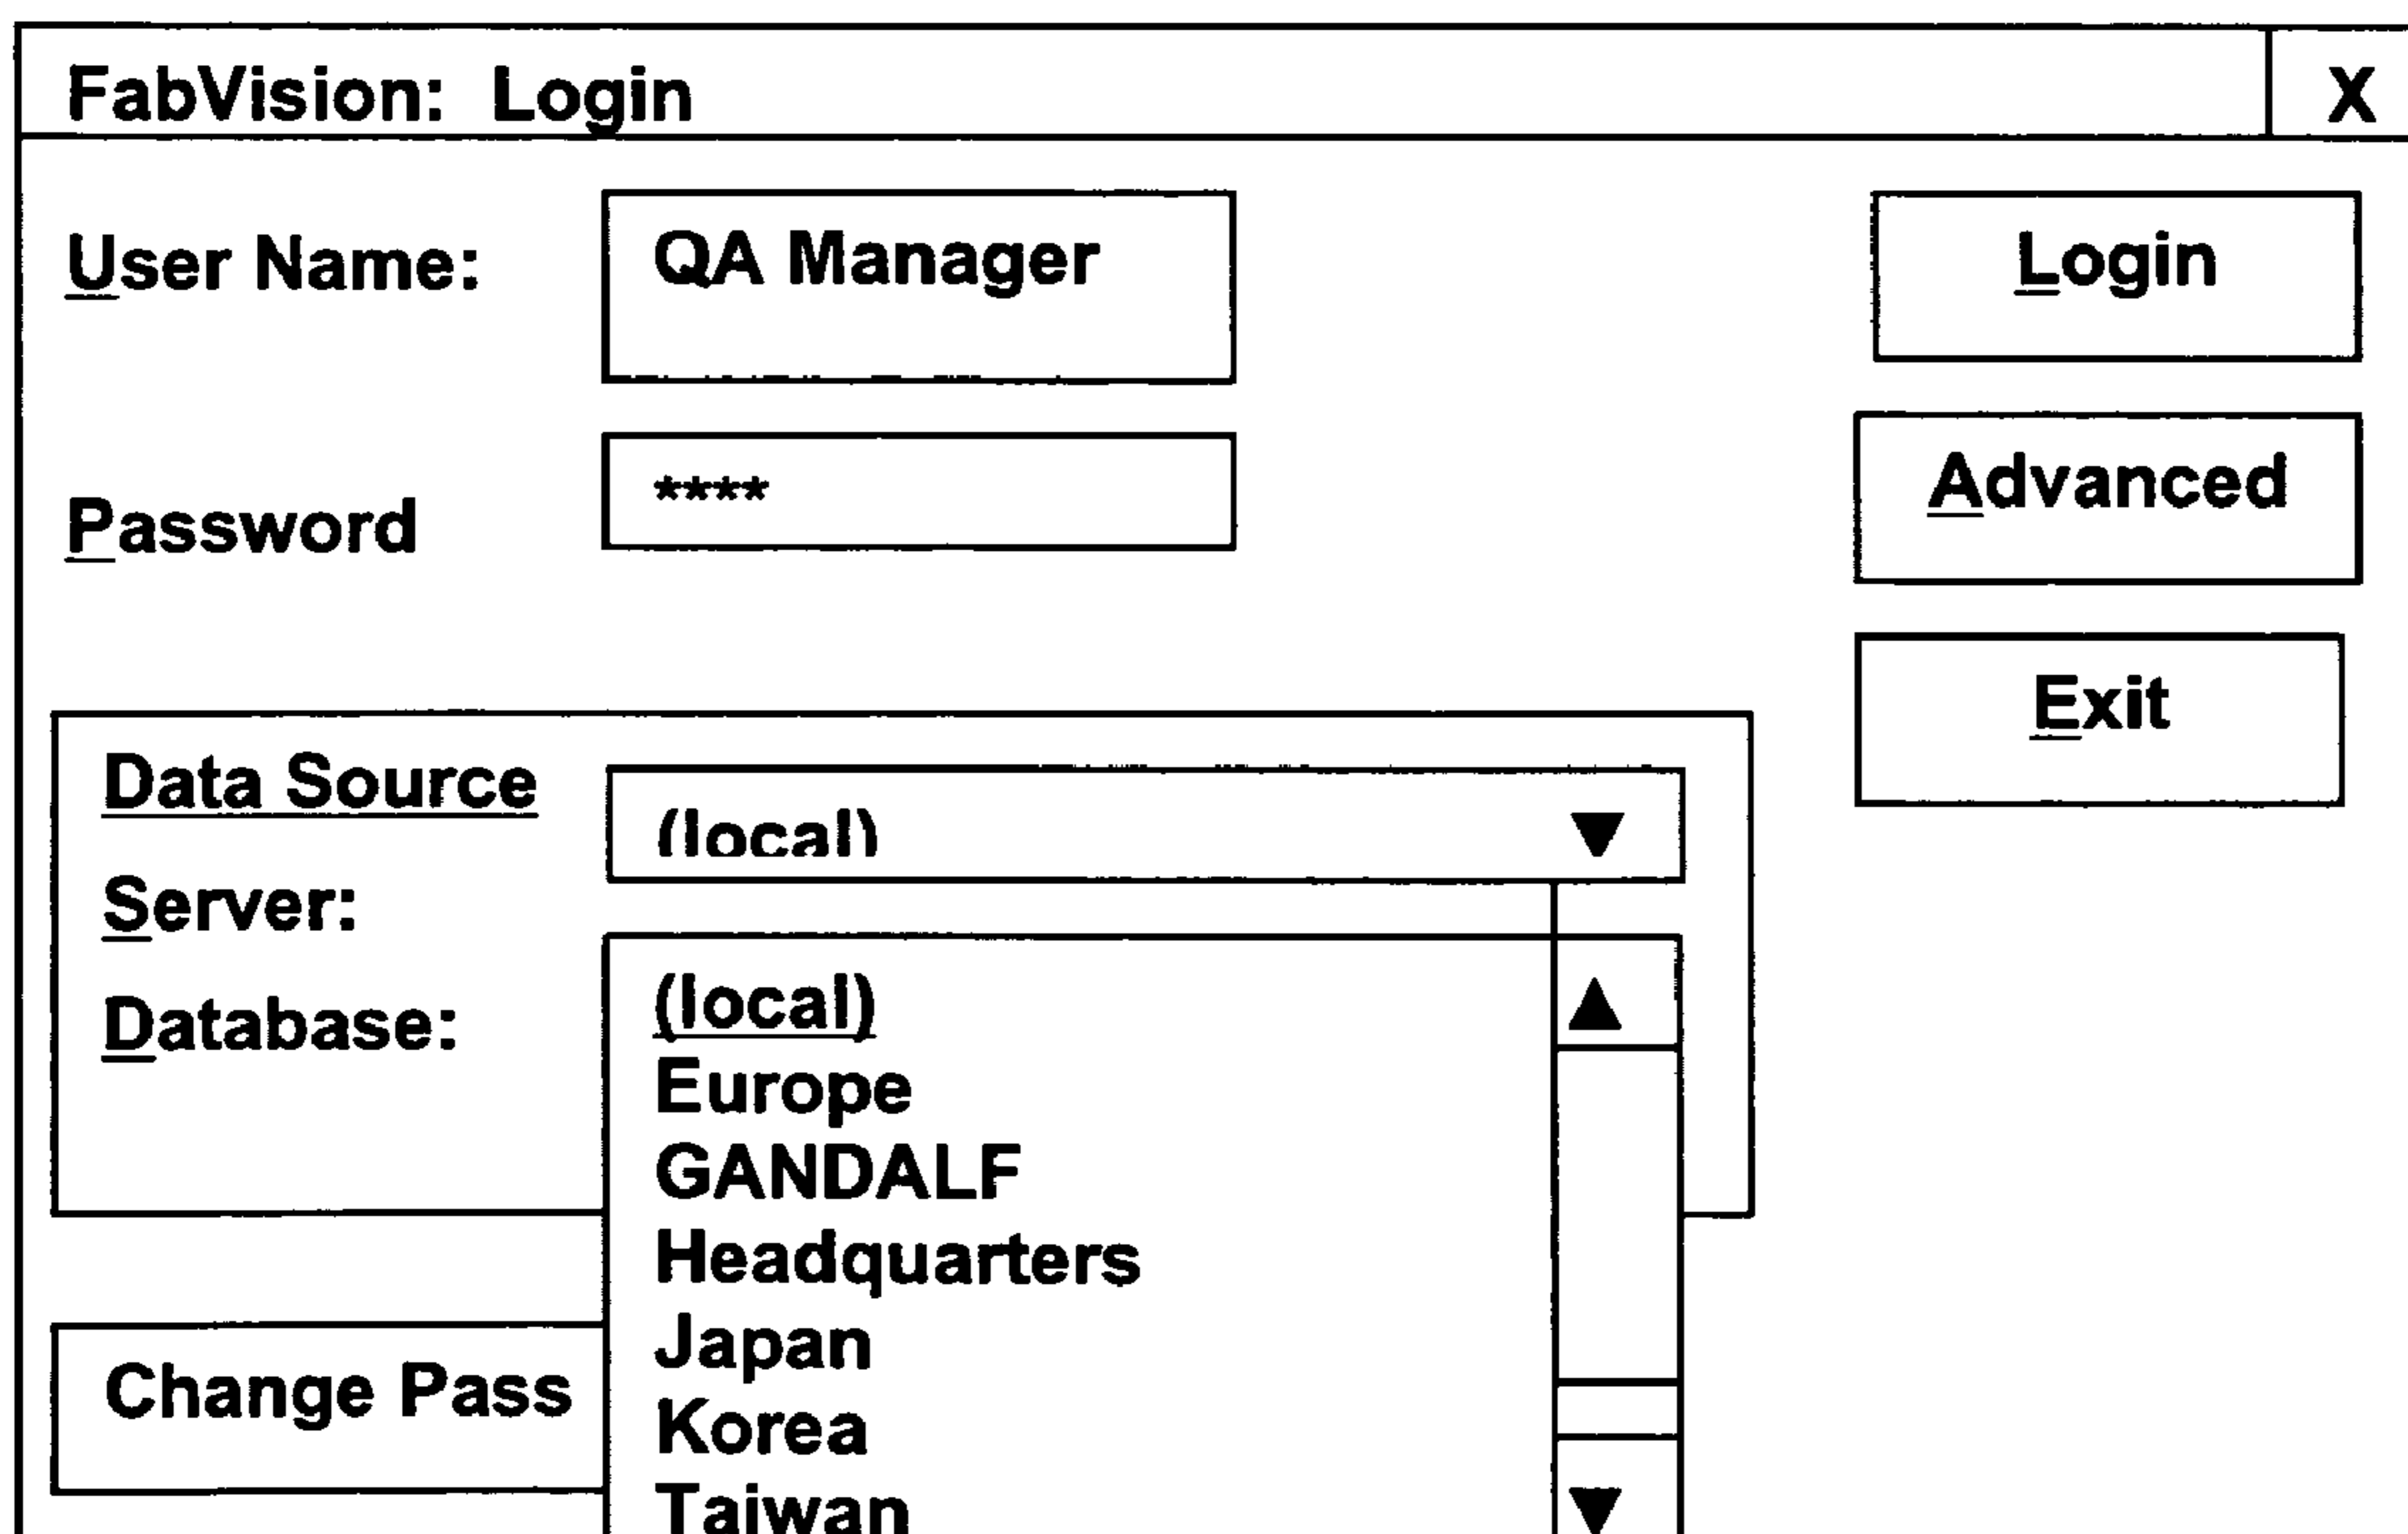 FabVision: Login X
User Name: QA Manager Login
Password **** Advanced
Exit
Data Source (local) ▼
Server:
Database:
(local) ▲
Europe
GANDALF
Headquarters
Japan
Change Pass
Korea
Taiwan ▼